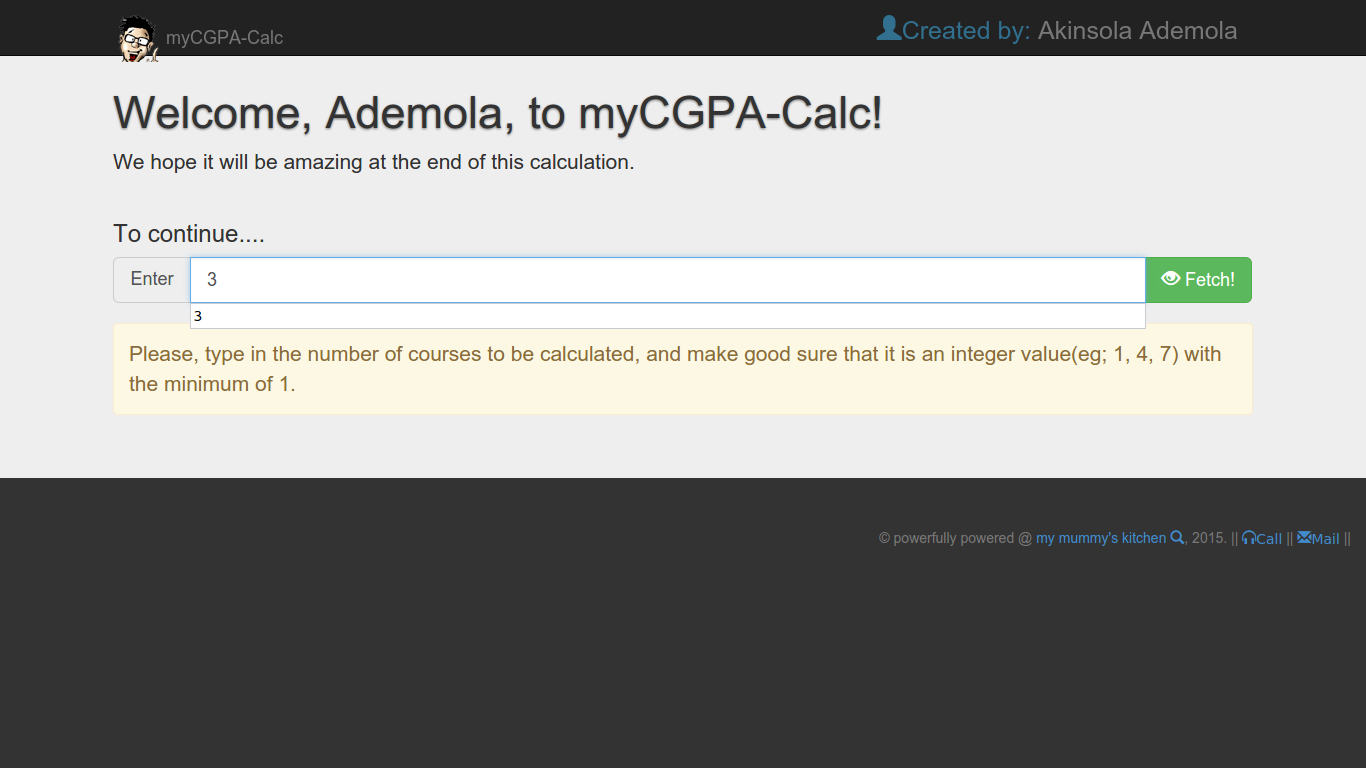 myCGPA-Calc
Created by: Akinsola Ademola
Welcome, Ademola, to myCGPA-Calc!
We hope it will be amazing at the end of this calculation.
To continue....
Enter 3 Fetch!
3
Please, type in the number of courses to be calculated, and make good sure that it is an integer value(eg; 1, 4, 7) with
the minimum of 1.
© powerfully powered @ my mummy's kitchen , 2015. || Call || Mail ||